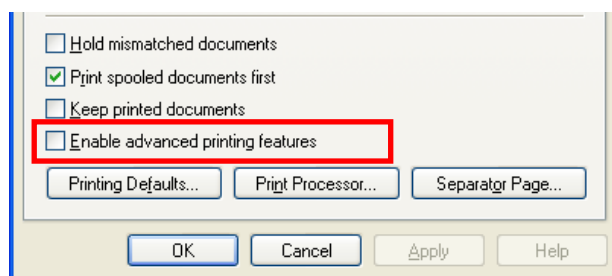 Hold mismatched documents
Print spooled documents first
Keep printed documents
Enable advanced printing features
Printing Defaults... Print Processor... Separator Page...
OK Cancel Apply Help